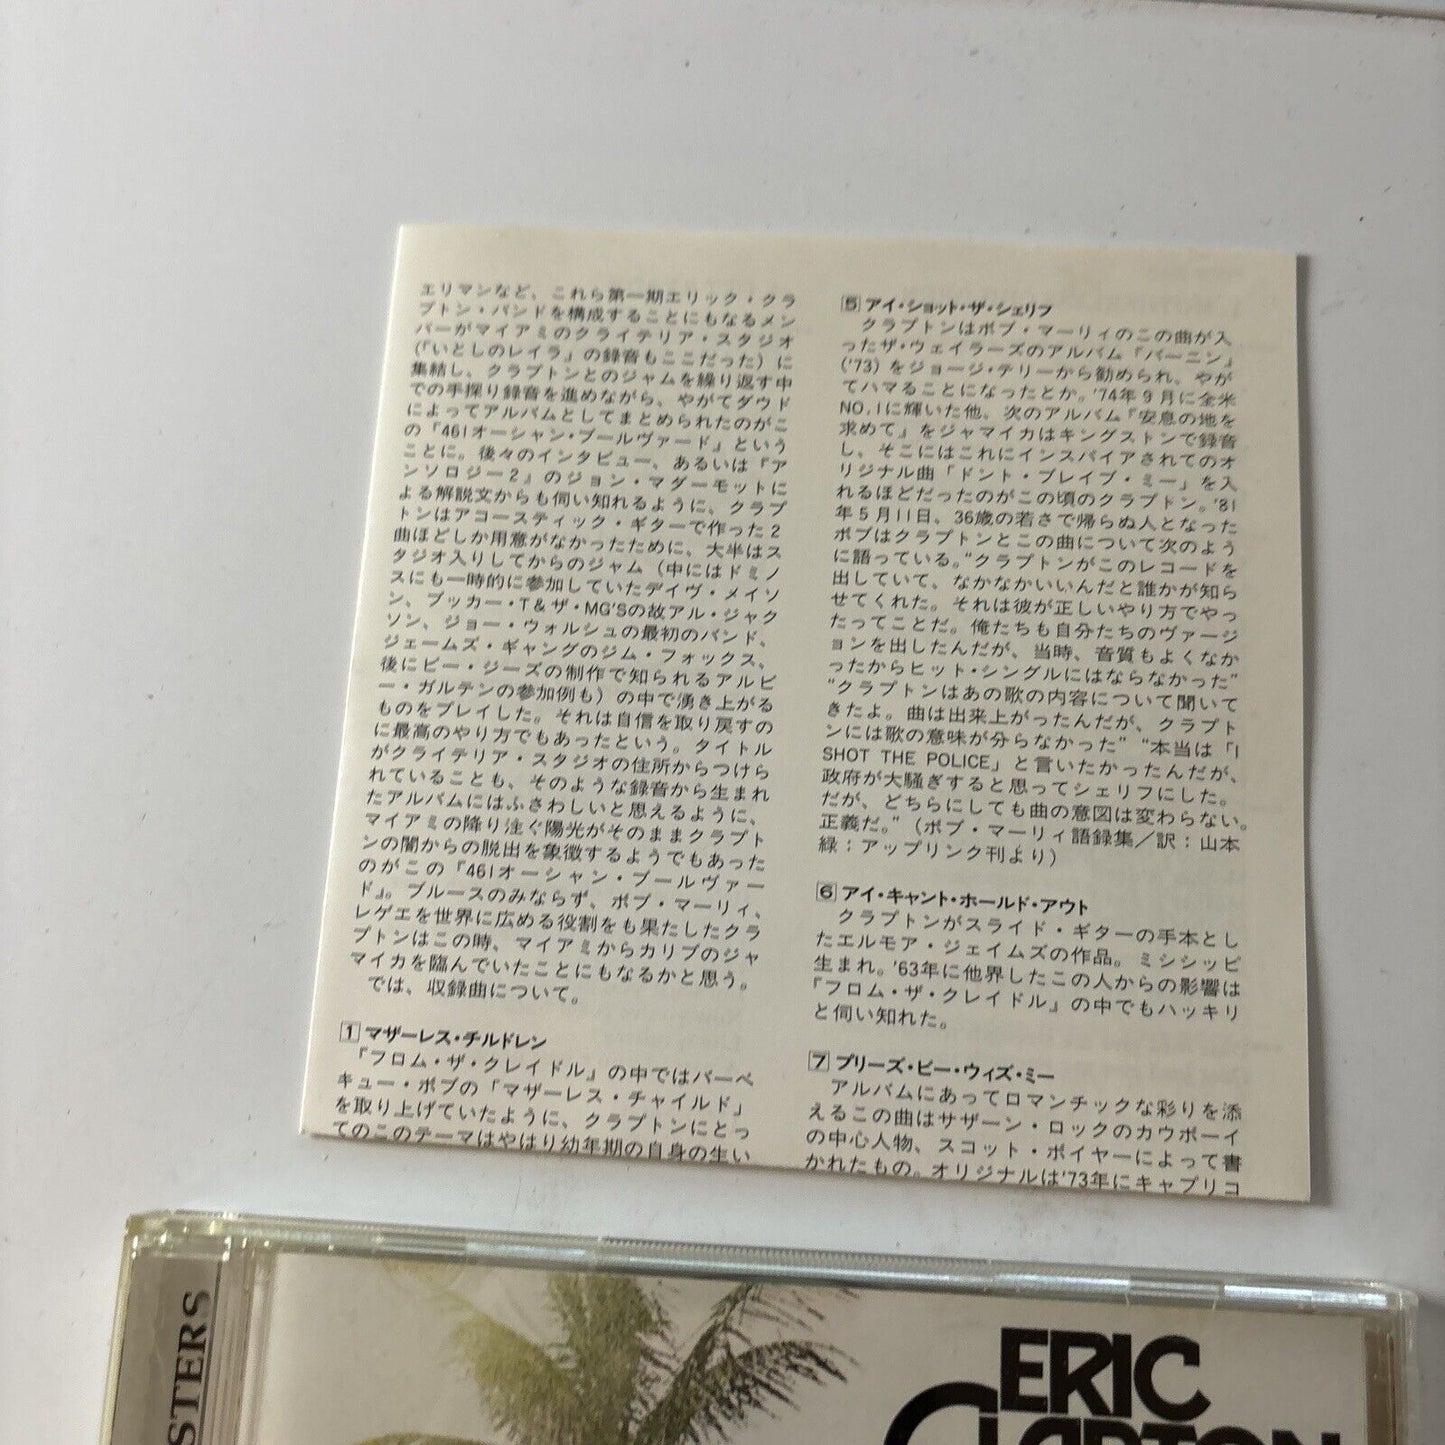 エリマンなど、これら第一期エリック・クラ
プトン・バンドを構成することにもなるメン
バーがマイアミのクライテリア・スタジオ
(「いとしのレイラ」の録音もここだった) に
集結し、クラプトンとのジャムを繰り返す中
での手探り録音を進めながら、やがてダウド
によってアルバムとしてまとめられたのがこ
の『461オーシャン・ブールヴァード』という
ことに。後々のインタビュー、あるいは『ア
ンソロジー2』のジョン・マダーモットに
よる解説文からも伺い知れるように、クラプ
トンはアコースティック・ギターで作った2
曲ほどしか用意がなかったために、大半はス
タジオ入りしてからのジャム（中にはドミノ
スにも一時的に参加していたデイヴ・メイソ
ン、ブッカー・T＆ザ・MG'Sの故アル・ジャク
ソン、ジョー・ウォルシュの最初のバンド、
ジェームズ・ギャングのジム・フォックス、
後にビー・ジーズの制作で知られるアルビ
ー・ガルテンの参加例も）の中で湧き上がる
ものをプレイした。それは自信を取り戻すの
に最高のやり方でもあったという。タイトル
がクライテリア・スタジオの住所からつけら
れていることも、そのような録音から生まれ
たアルバムにはふさわしいと思えるように、
マイアミの降り注ぐ陽光がそのままクラプト
ンの闇からの脱出を象徴するようでもあった
のがこの『461オーシャン・ブールヴァー
ド』。ブルースのみならず、ボブ・マーリィ、
レゲエを世界に広める役割をも果たしたクラ
プトンはこの時、マイアミからカリブのジャ
マイカを臨んでいたことにもなるかと思う。
では、収録曲について。
1 マザーレス・チルドレン
『フロム・ザ・クレイドル』の中ではバーベ
キュー・ボブの「マザーレス・チャイルド」
を取り上げていたように、クラプトンにとっ
てのこのテーマはやはり幼年期の自身の生い
5 アイ・ショット・ザ・シェリフ
クラプトンはボブ・マーリィのこの曲が入
ったザ・ウェイラーズのアルバム『バーニン』
('73) をジョージ・テリーから勧められ、やが
てハマることになったとか。'74年9月に全米
NO.1に輝いた他、次のアルバム『安息の地を
求めて』をジャマイカはキングストンで録音
し、そこにはこれにインスパイアされてのオ
リジナル曲「ドント・ブレイブ・ミー」を入
れるほどだったのがこの頃のクラプトン。'81
年5月11日、36歳の若さで帰らぬ人となった
ボブはクラプトンとこの曲について次のよう
に語っている。“クラプトンがこのレコードを
出していて、なかなかいいんだと誰かが知ら
せてくれた。それは彼が正しいやり方でやっ
たってことだ。俺たちも自分たちのヴァージ
ョンを出したんだが、当時、音質もよくなか
ったからヒット・シングルにはならなかった”
“クラプトンはあの歌の内容について聞いて
きたよ。曲は出来上がったんだが、クラプト
ンには歌の意味が分らなかった” “本当は「I
SHOT THE POLICE」と言いたかったんだが、
政府が大騒ぎすると思ってシェリフにした。
だが、どちらにしても曲の意図は変わらない。
正義だ。”（ボブ・マーリィ語録集／訳：山本
緑：アップリンク刊より）
6 アイ・キャント・ホールド・アウト
クラプトンがスライド・ギターの手本とし
たエルモア・ジェイムズの作品。ミシシッピ
生まれ。'63年に他界したこの人からの影響は
『フロム・ザ・クレイドル』の中でもハッキリ
と伺い知れた。
7 プリーズ・ビー・ウィズ・ミー
アルバムにあってロマンチックな彩りを添
えるこの曲はサザーン・ロックのカウボーイ
の中心人物、スコット・ボイヤーによって書
かれたもの。オリジナルは'73年にキャプリコ
STERS
ERIC
CLAPTON